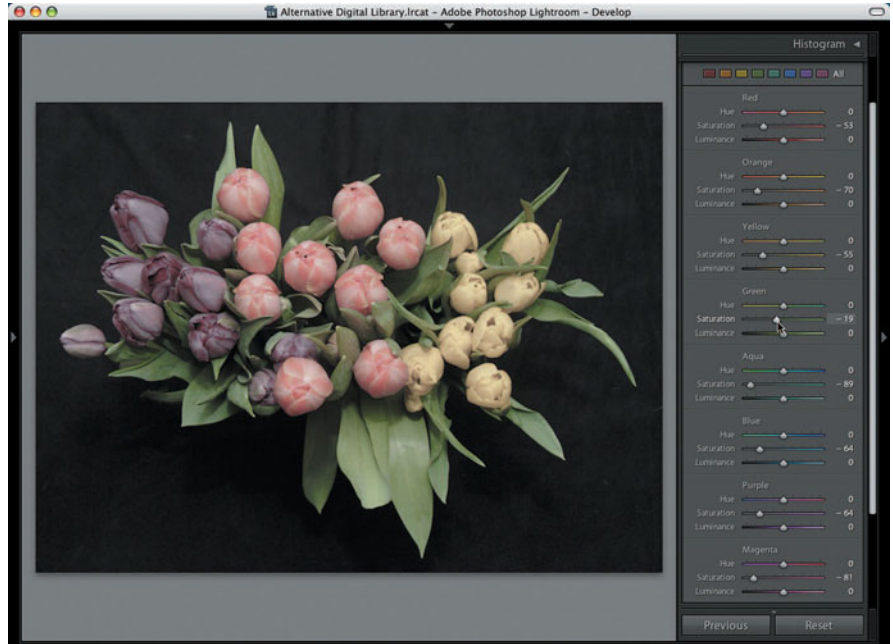 Alternative Digital Library.lrcat – Adobe Photoshop Lightroom – Develop
Histogram
All
Red
Hue 0
Saturation – 53
Luminance 0
Orange
Hue 0
Saturation – 70
Luminance 0
Yellow
Hue 0
Saturation – 55
Luminance 0
Green
Hue 0
Saturation – 19
Luminance 0
Aqua
Hue 0
Saturation – 89
Luminance 0
Blue
Hue 0
Saturation – 64
Luminance 0
Purple
Hue 0
Saturation – 64
Luminance 0
Magenta
Hue 0
Saturation – 81
Luminance 0
Previous Reset